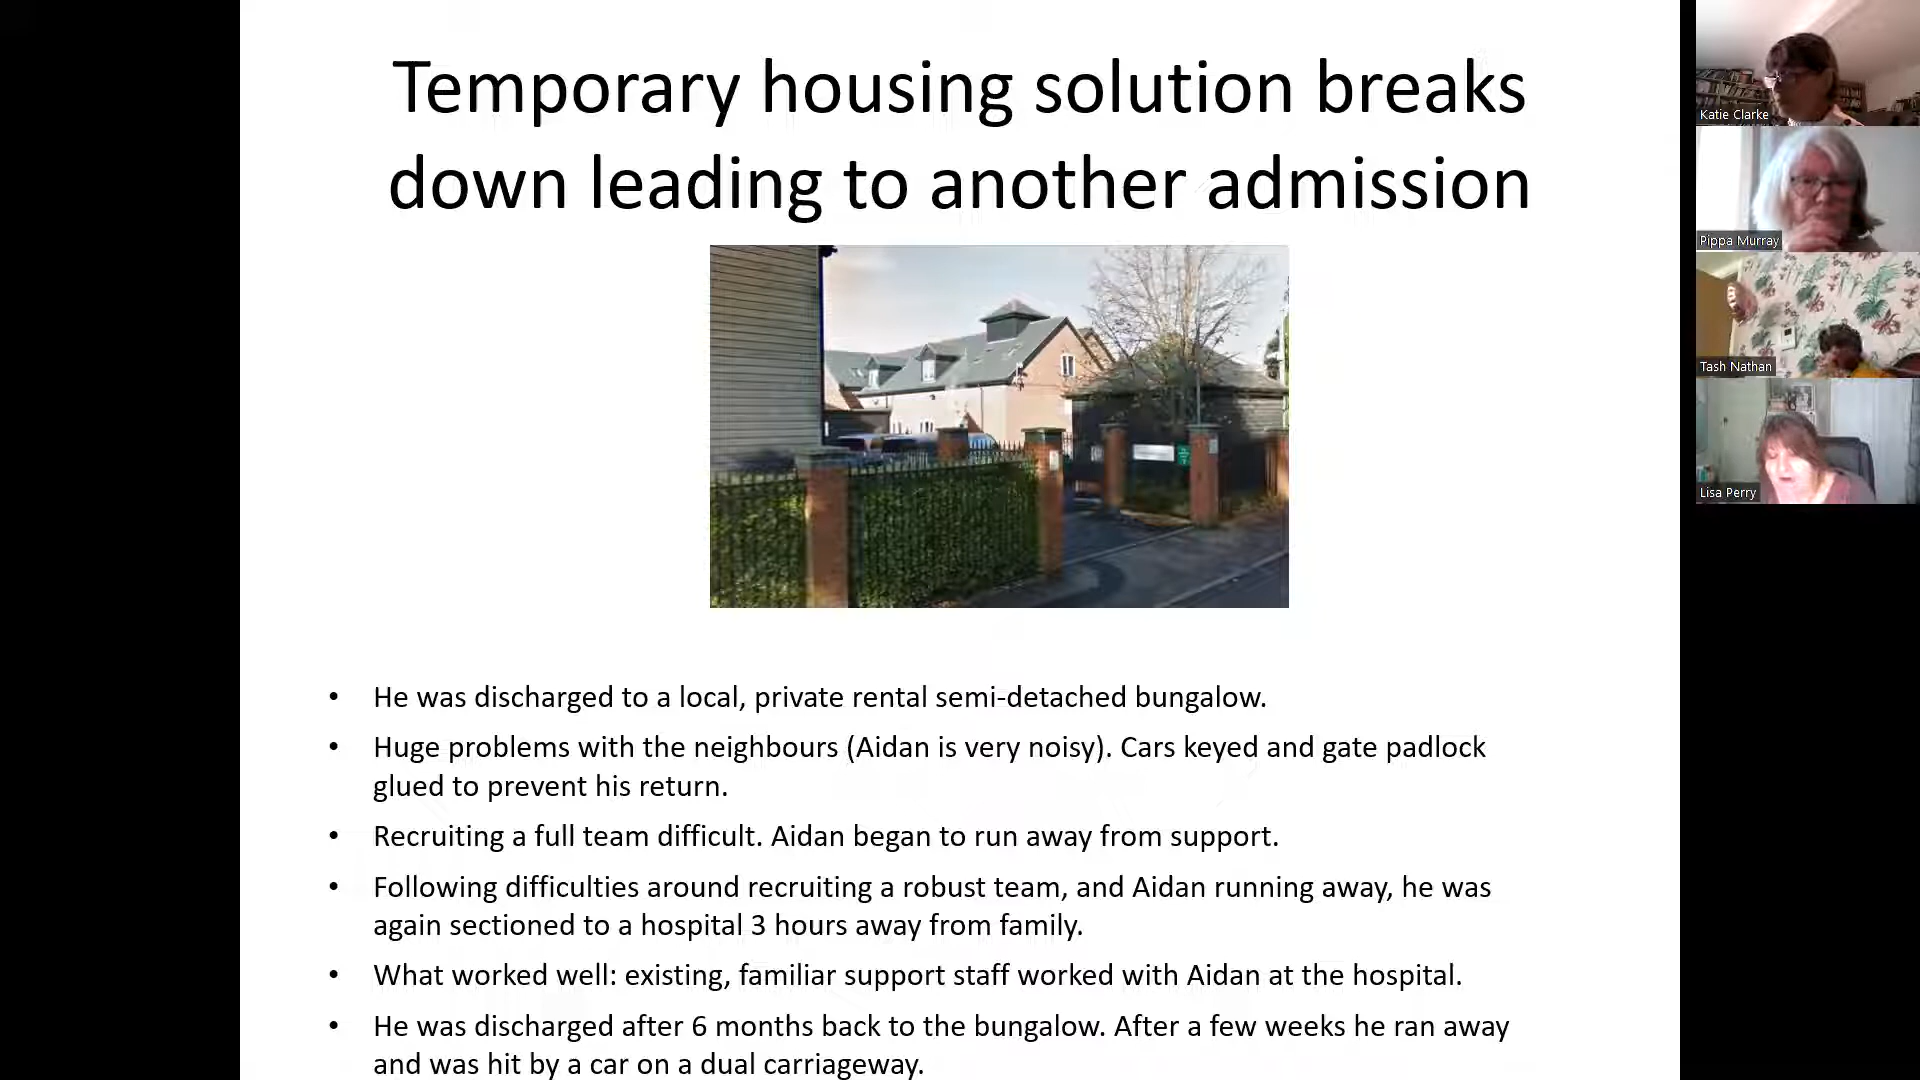 Temporary housing solution breaks
down leading to another admission
• He was discharged to a local, private rental semi-detached bungalow.
• Huge problems with the neighbours (Aidan is very noisy). Cars keyed and gate padlock
glued to prevent his return.
• Recruiting a full team difficult. Aidan began to run away from support.
• Following difficulties around recruiting a robust team, and Aidan running away, he was
again sectioned to a hospital 3 hours away from family.
• What worked well: existing, familiar support staff worked with Aidan at the hospital.
• He was discharged after 6 months back to the bungalow. After a few weeks he ran away
and was hit by a car on a dual carriageway.
Katie Clarke
Pippa Murray
Tash Nathan
Lisa Perry